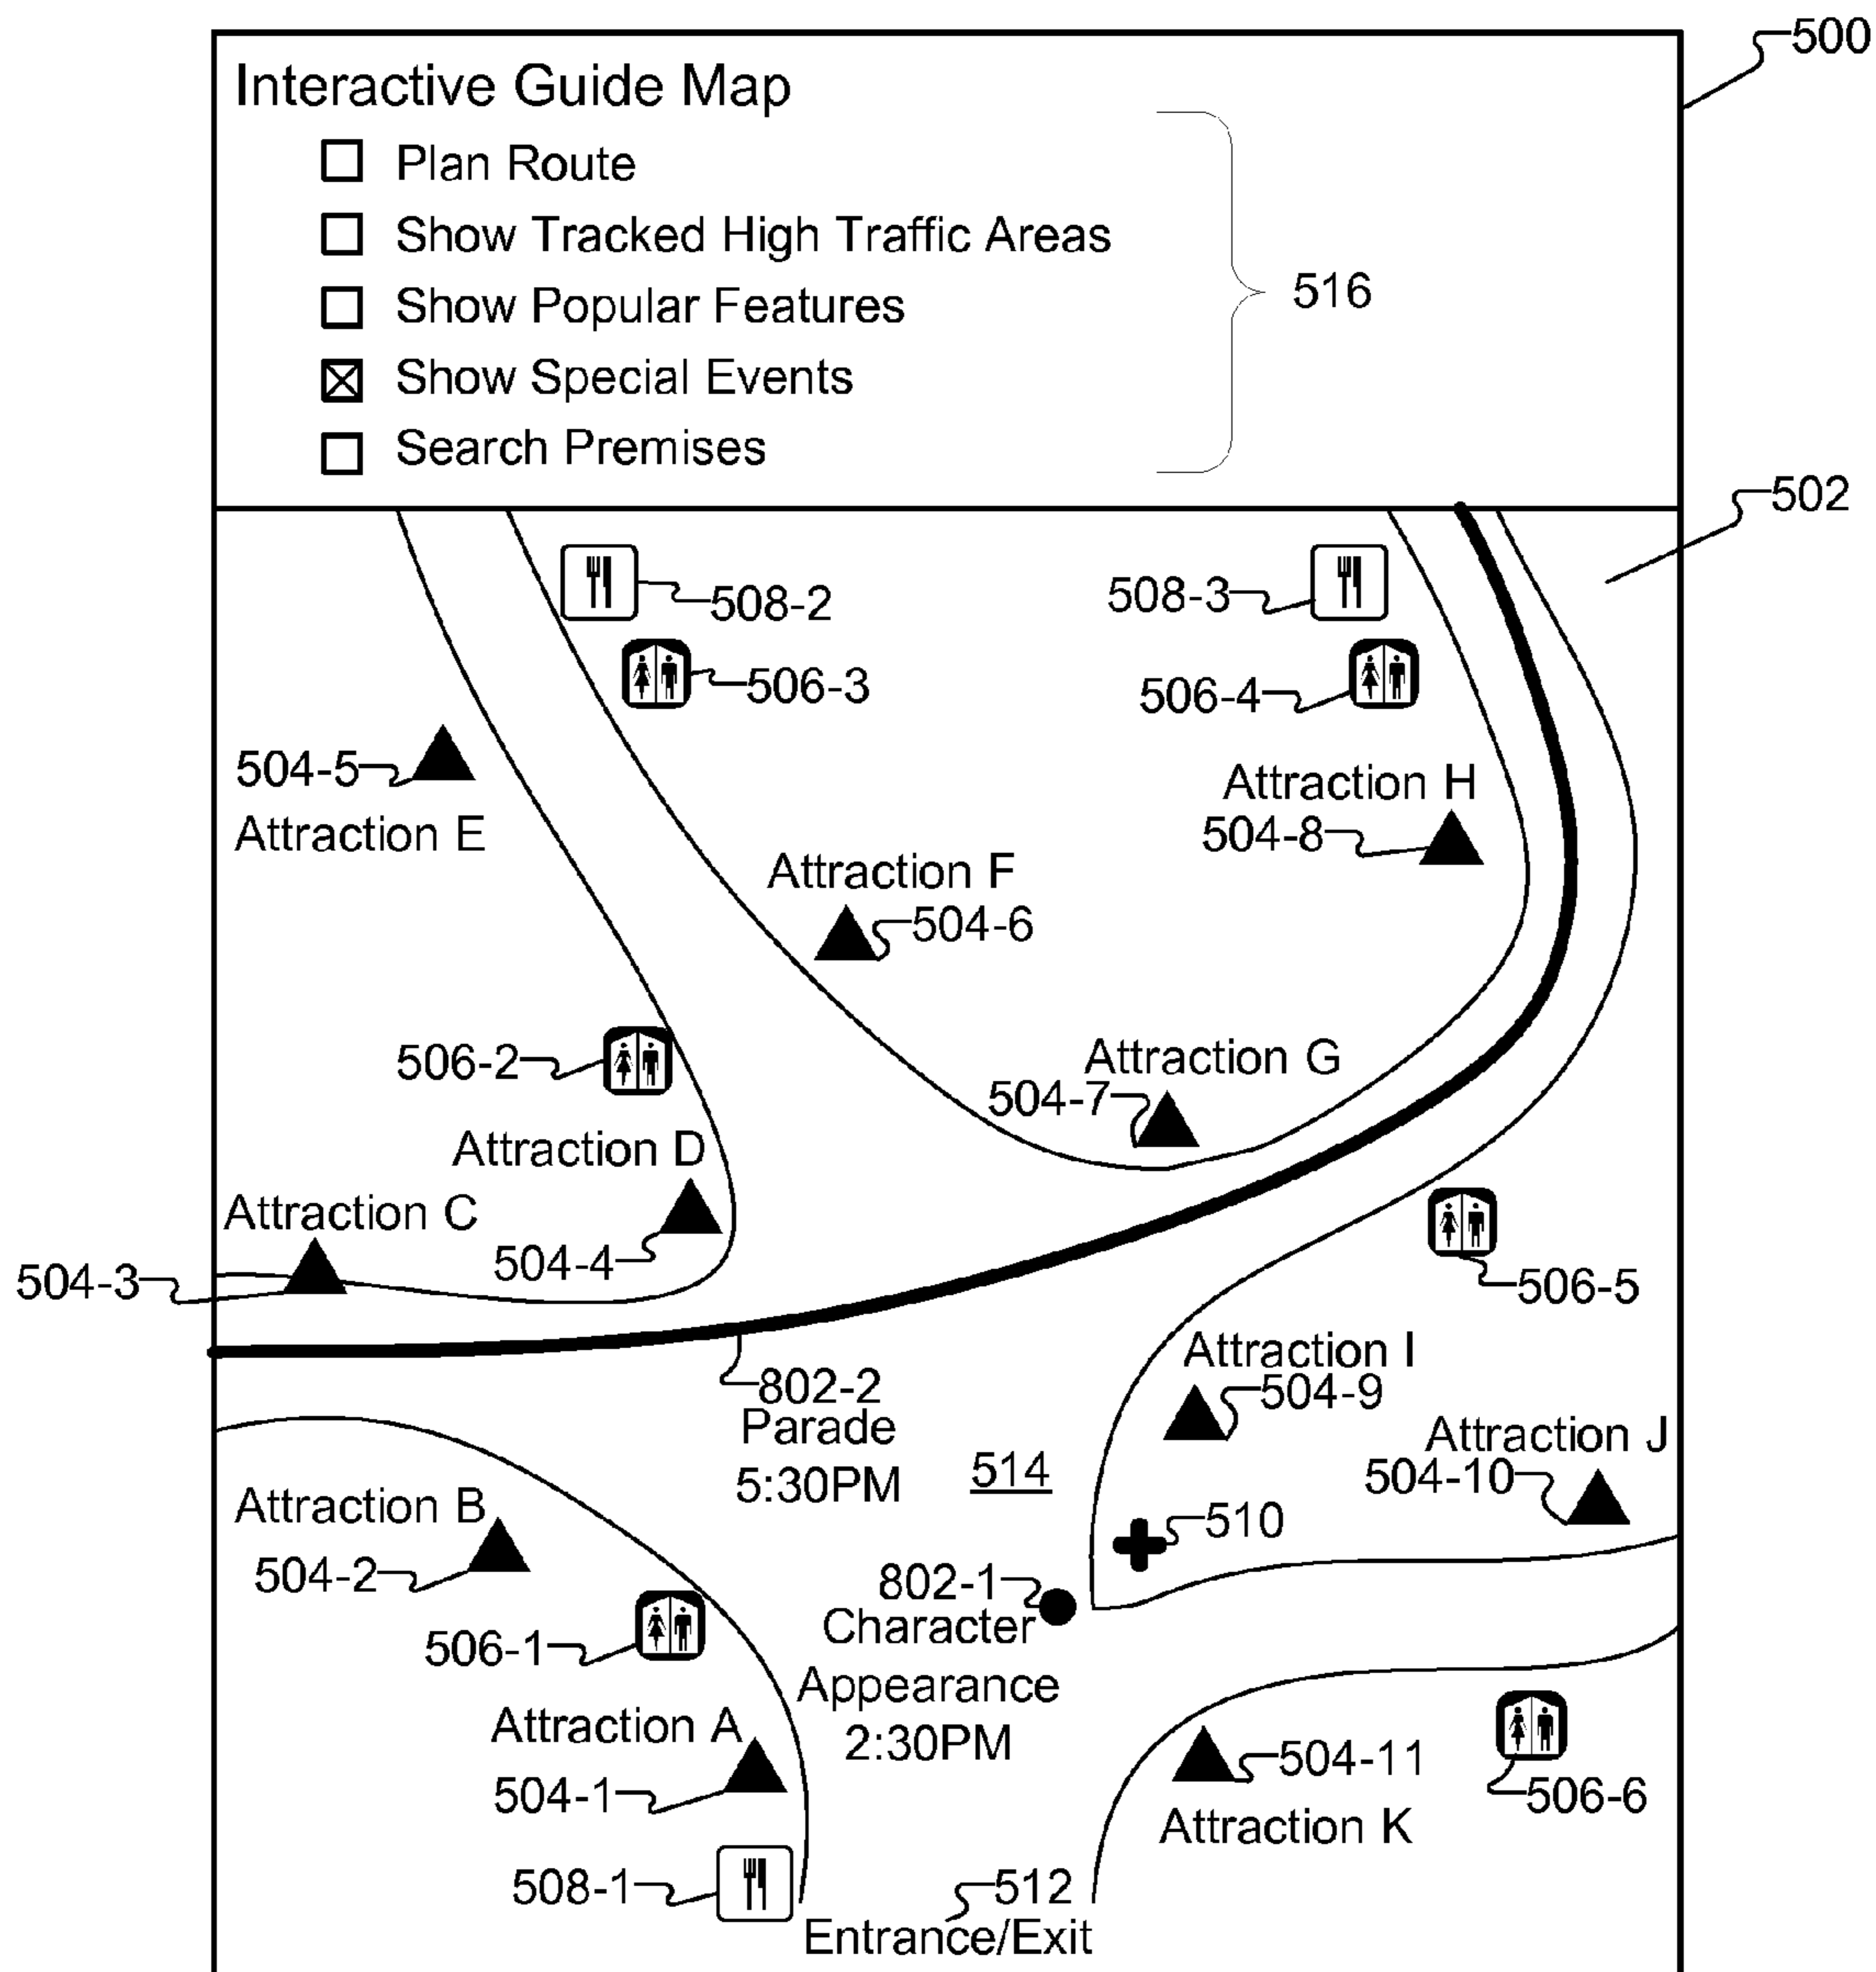 500
Interactive Guide Map
Plan Route
Show Tracked High Traffic Areas
Show Popular Features
Show Special Events
Search Premises
516
502
508-2
508-3
506-3
506-4
504-5
Attraction E
Attraction H
504-8
Attraction F
504-6
506-2
Attraction G
504-7
Attraction D
Attraction C
504-4
504-3
506-5
802-2
Parade
5:30PM
Attraction I
504-9
514
Attraction J
504-10
Attraction B
504-2
510
802-1
Character
Appearance
2:30PM
506-1
Attraction A
504-1
504-11
Attraction K
506-6
508-1
512
Entrance/Exit